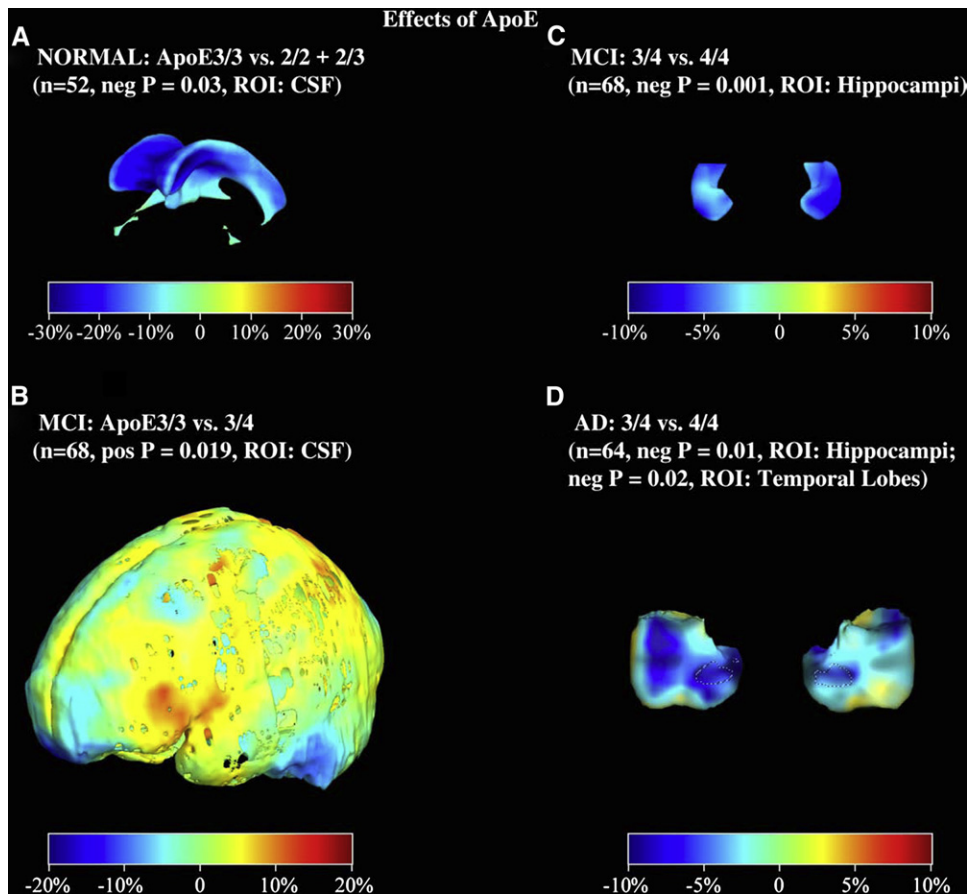 Effects of ApoE
A
NORMAL: ApoE3/3 vs. 2/2 + 2/3
(n=52, neg P = 0.03, ROI: CSF)
-30% -20% -10% 0 10% 20% 30%
C
MCI: 3/4 vs. 4/4
(n=68, neg P = 0.001, ROI: Hippocampi)
-10% -5% 0 5% 10%
B
MCI: ApoE3/3 vs. 3/4
(n=68, pos P = 0.019, ROI: CSF)
-20% -10% 0 10% 20%
D
AD: 3/4 vs. 4/4
(n=64, neg P = 0.01, ROI: Hippocampi;
neg P = 0.02, ROI: Temporal Lobes)
-10% -5% 0 5% 10%